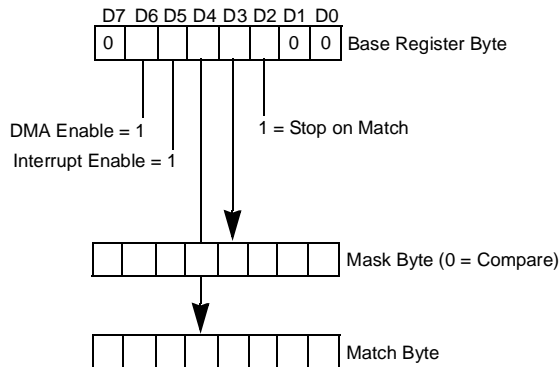 D7 D6 D5 D4 D3 D2 D1 D0
0 0 0 Base Register Byte
DMA Enable = 1
1 = Stop on Match
Interrupt Enable = 1
Mask Byte (0 = Compare)
Match Byte